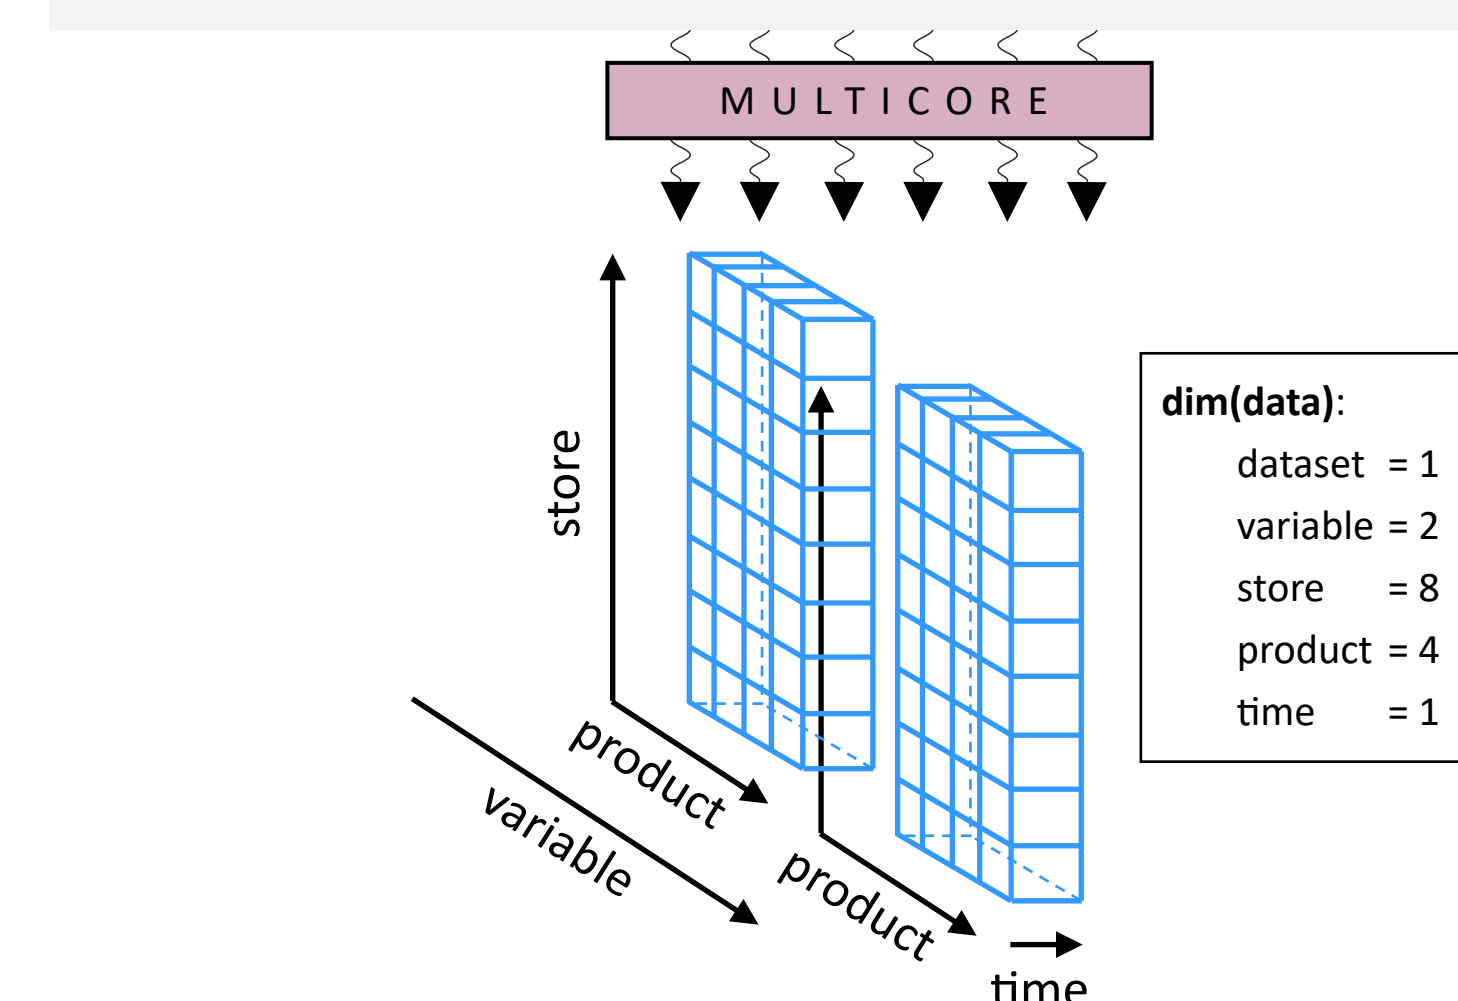 MULTICORE
store
product
variable
product
time
dim(data):
dataset = 1
variable = 2
store = 8
product = 4
time = 1